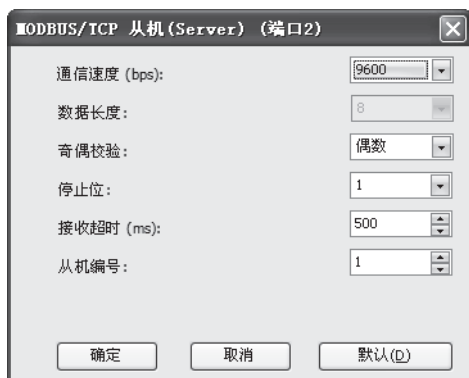 MODBUS/TCP 从机(Server) (端口2)
通信速度 (bps): 9600
数据长度: 8
奇偶校验: 偶数
停止位: 1
接收超时 (ms): 500
从机编号: 1
确定 取消 默认(D)